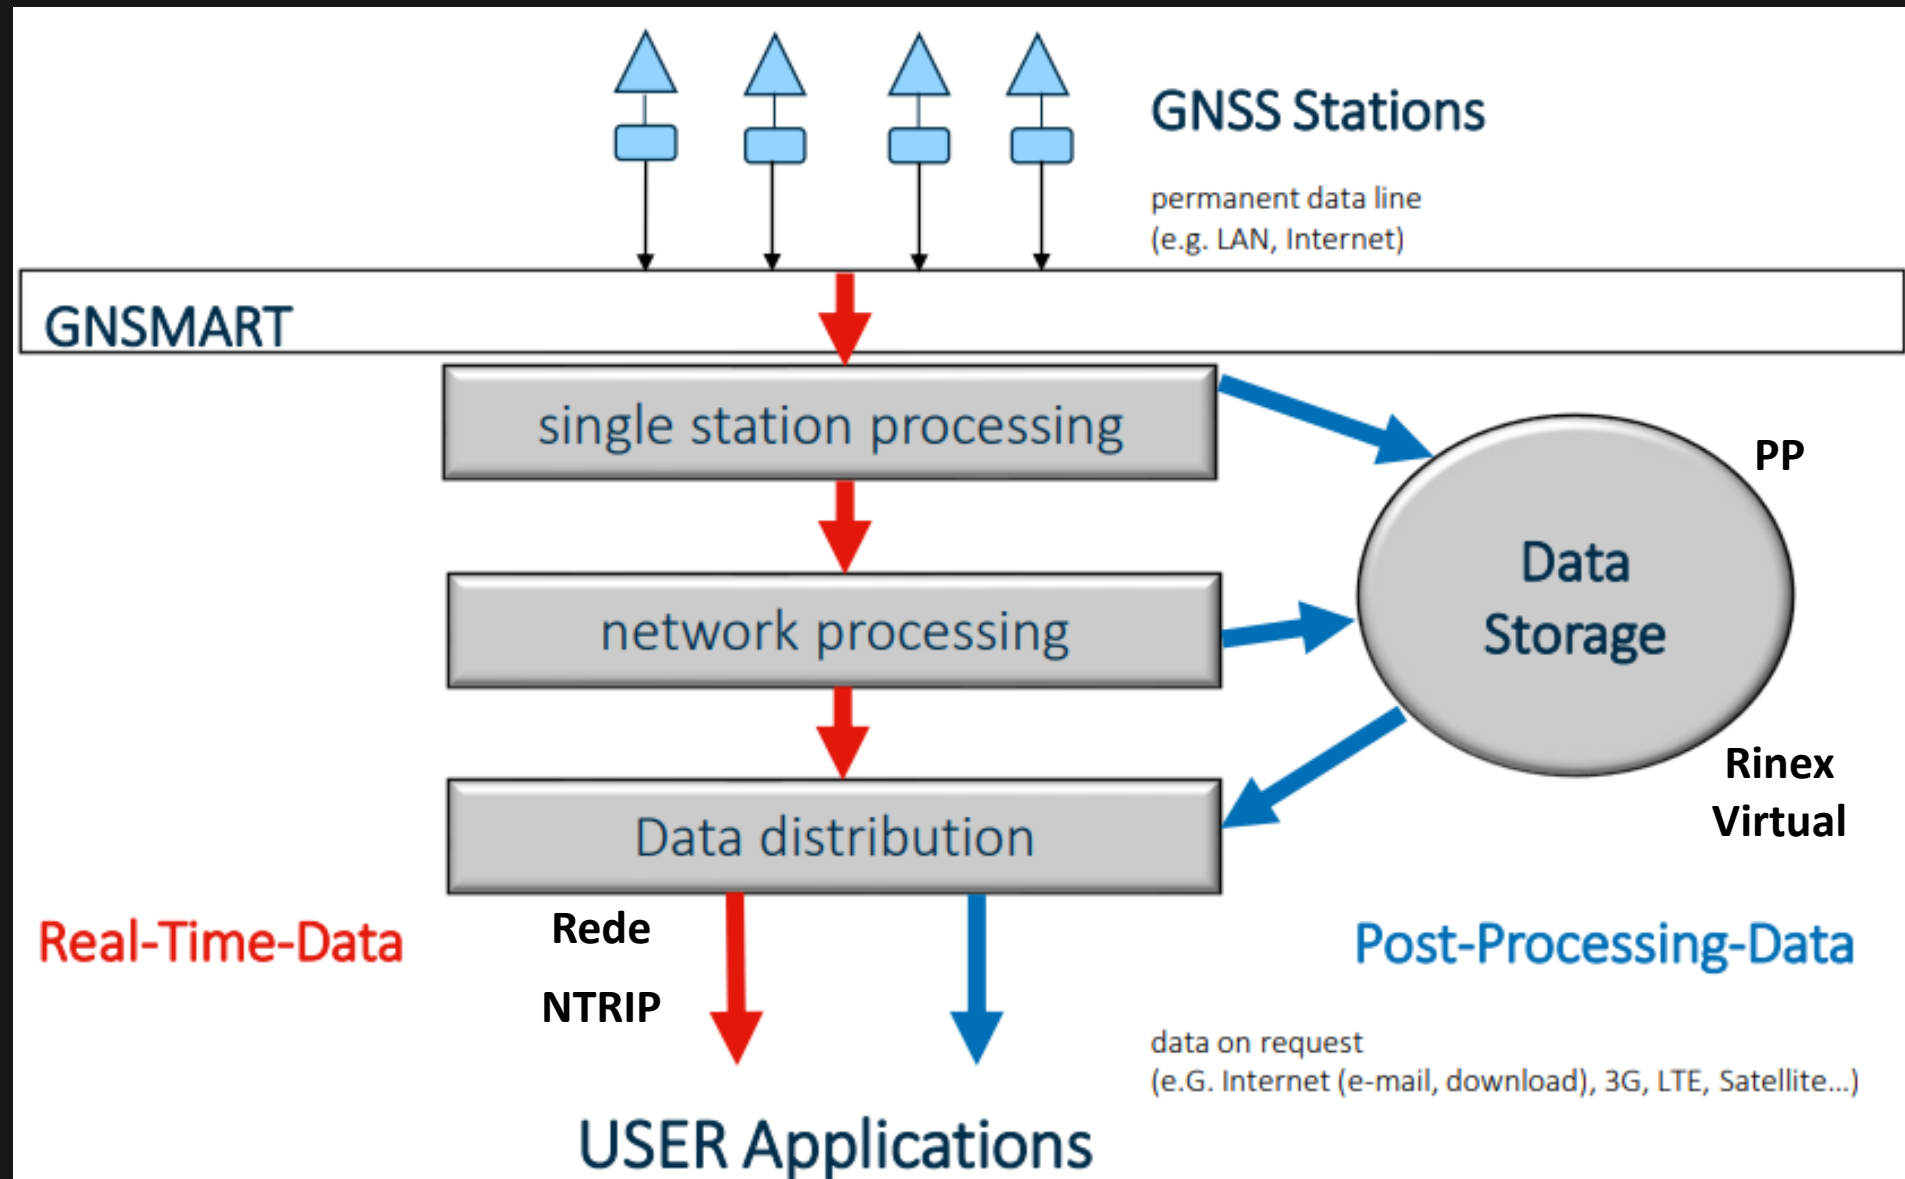 GNSS Stations
permanent data line
(e.g. LAN, Internet)
GNSMART
single station processing
PP
Data
Storage
network processing
Rinex
Virtual
Data distribution
Real-Time-Data
Rede
NTRIP
Post-Processing-Data
data on request
(e.G. Internet (e-mail, download), 3G, LTE, Satellite...)
USER Applications